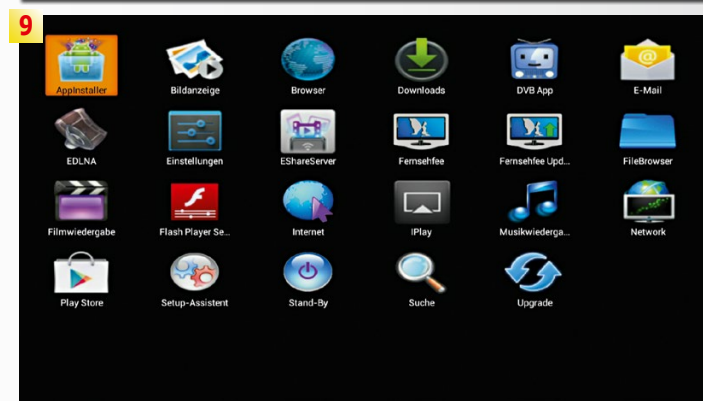 9
AppInstaller
Bildanzeige
Browser
Downloads
DVB App
E-Mail
EDLNA
Einstellungen
EShareServer
Fernsehfee
Fernsehfee Upd...
FileBrowser
Filmwiedergabe
Flash Player Se...
Internet
IPlay
Musikwiederga...
Network
Play Store
Setup-Assistent
Stand-By
Suche
Upgrade